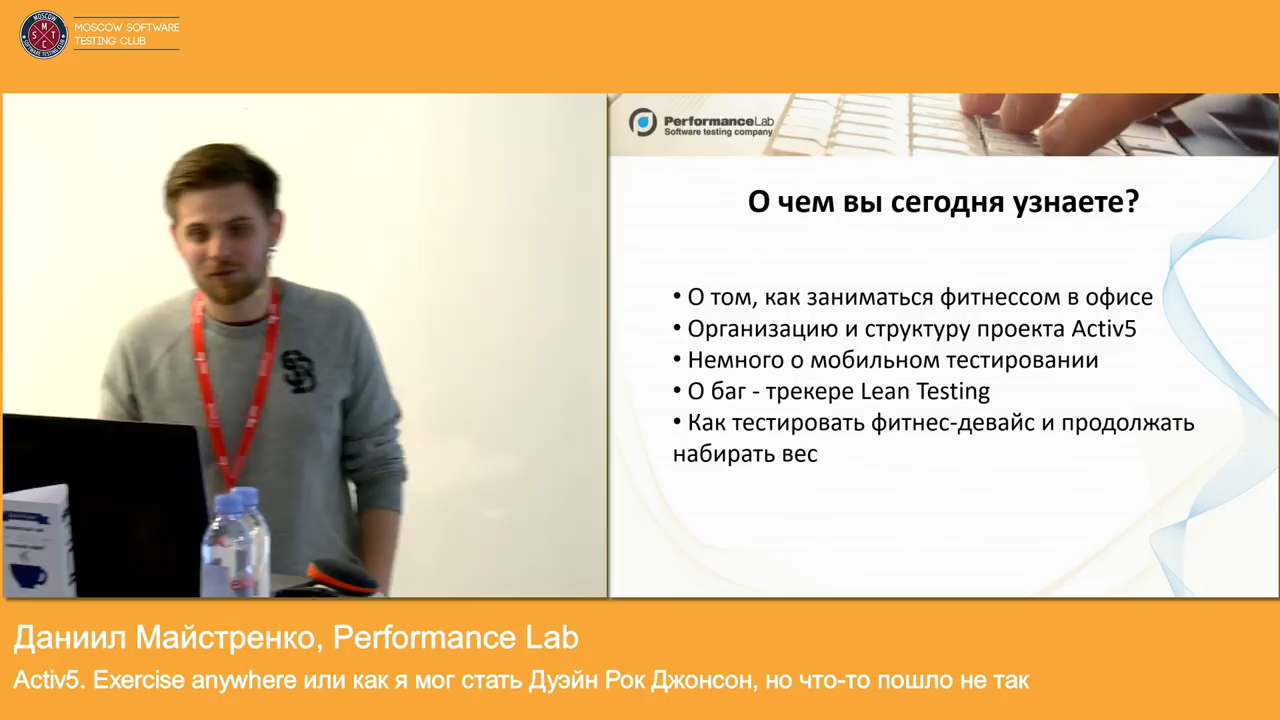 MOSCOW SOFTWARE
TESTING CLUB
PerformanceLab
Software testing company
О чем вы сегодня узнаете?
• О том, как заниматься фитнессом в офисе
• Организацию и структуру проекта Activ5
• Немного о мобильном тестировании
• О баг - трекере Lean Testing
• Как тестировать фитнес-девайс и продолжать
набирать вес
Даниил Майстренко, Performance Lab
Activ5. Exercise anywhere или как я мог стать Дуэйн Рок Джонсон, но что-то пошло не так